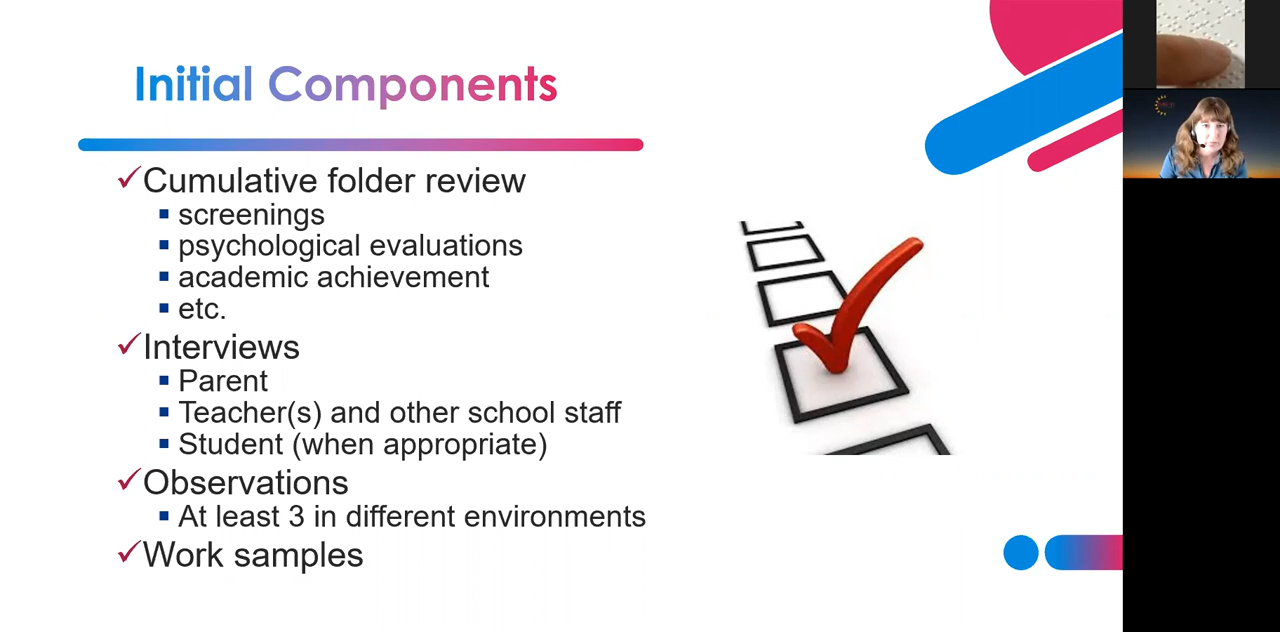 Initial Components
Cumulative folder review
screenings
psychological evaluations
academic achievement
etc.
Interviews
Parent
Teacher(s) and other school staff
Student (when appropriate)
Observations
At least 3 in different environments
Work samples